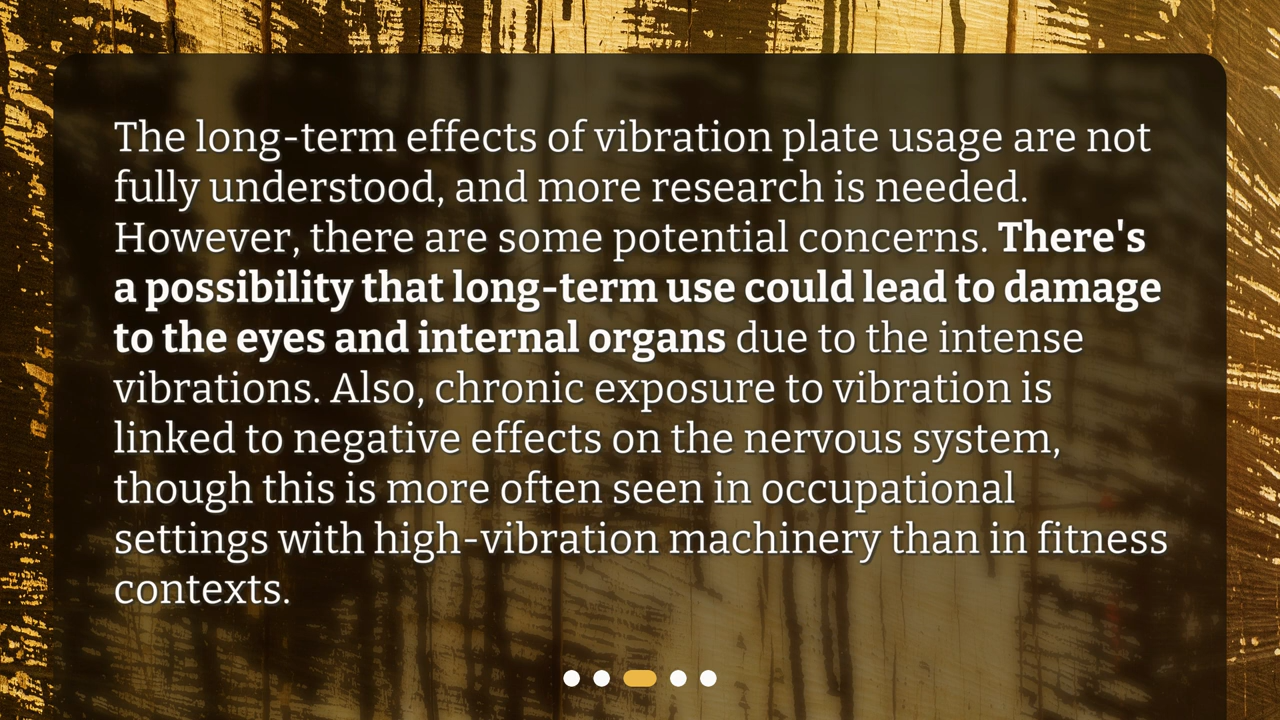 The long-term effects of vibration plate usage are not
fully understood, and more research is needed.
However, there are some potential concerns. There's
a possibility that long-term use could lead to damage
to the eyes and internal organs due to the intense
vibrations. Also, chronic exposure to vibration is
linked to negative effects on the nervous system,
though this is more often seen in occupational
settings with high-vibration machinery than in fitness
contexts.